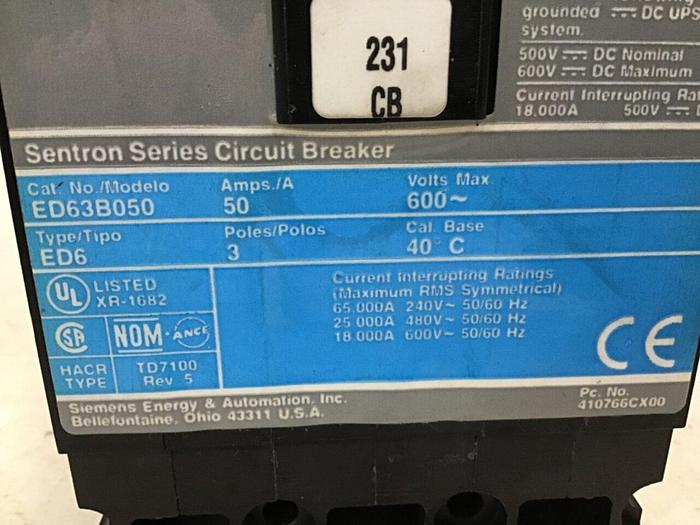 grounded ⎓ DC UPS
system.
500V ⎓ DC Nominal
600V ⎓ DC Maximum
Current Interrupting
18.000A 500V ⎓
231
CB
Sentron Series Circuit Breaker
Cat. No./Modelo Amps./A Volts Max.
ED63B050 50 600~
Type/Tipo Poles/Polos Cal. Base
ED6 3 40° C
UL LISTED
XR-1682
SA NOM-ANCE
HACR TYPE TD7100 Rev 5
Current Interrupting Ratings
(Maximum RMS Symmetrical)
65.000A 240V~ 50/60 Hz
25 000A 480V~ 50/60 Hz
18 000A 600V~ 50/60 Hz
CE
Siemens Energy & Automation, Inc.
Bellefontaine, Ohio 43311 U.S.A.
Pc. No.
410766CX00